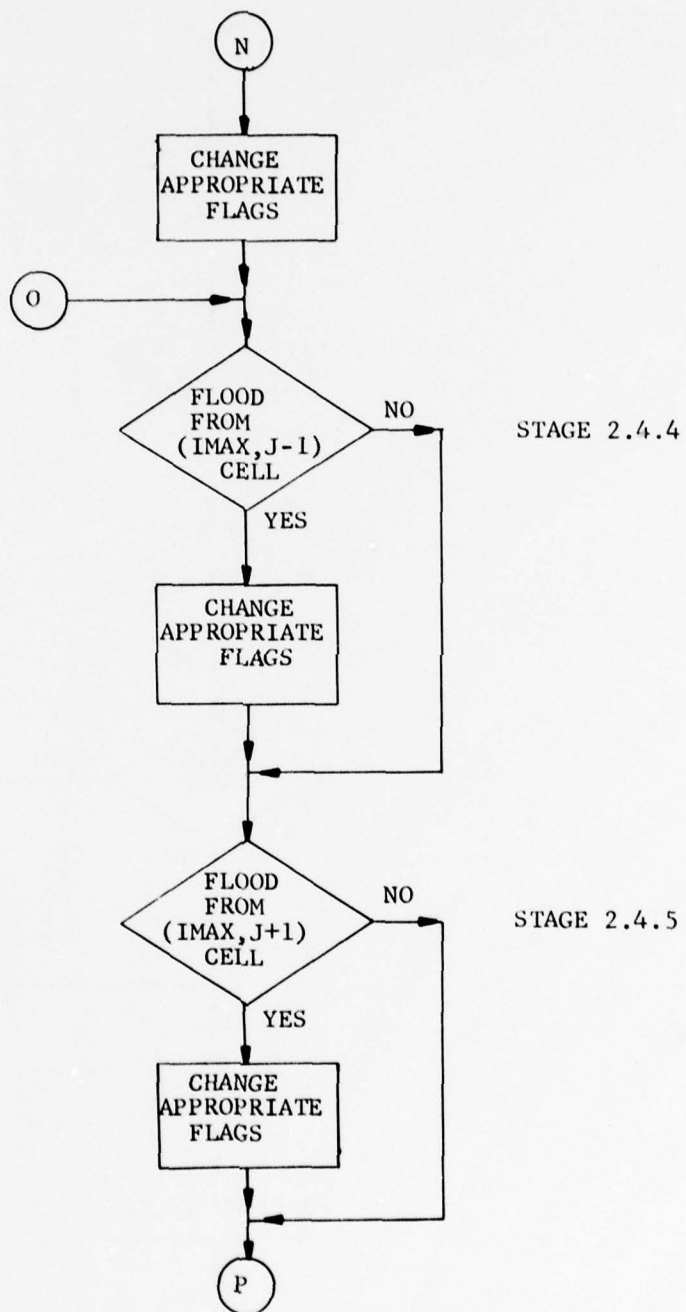 N
CHANGE
APPROPRIATE
FLAGS
O
FLOOD
FROM
(IMAX,J-1)
CELL
NO
STAGE 2.4.4
YES
CHANGE
APPROPRIATE
FLAGS
FLOOD
FROM
(IMAX,J+1)
CELL
NO
STAGE 2.4.5
YES
CHANGE
APPROPRIATE
FLAGS
P